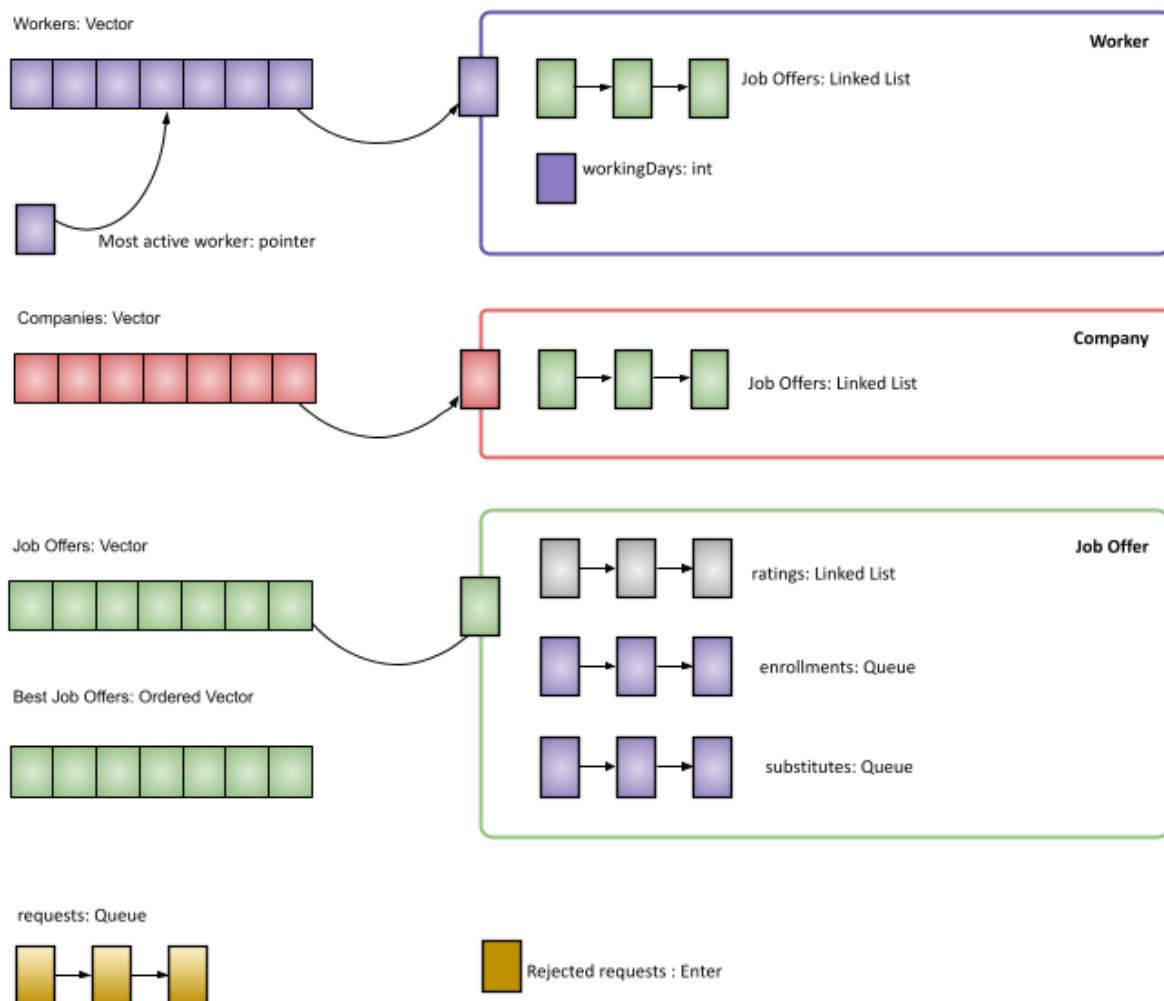 Workers: Vector
Worker
Job Offers: Linked List
workingDays: int
Most active worker: pointer
Companies: Vector
Company
Job Offers: Linked List
Job Offers: Vector
Job Offer
ratings: Linked List
enrollments: Queue
Best Job Offers: Ordered Vector
substitutes: Queue
requests: Queue
Rejected requests : Enter